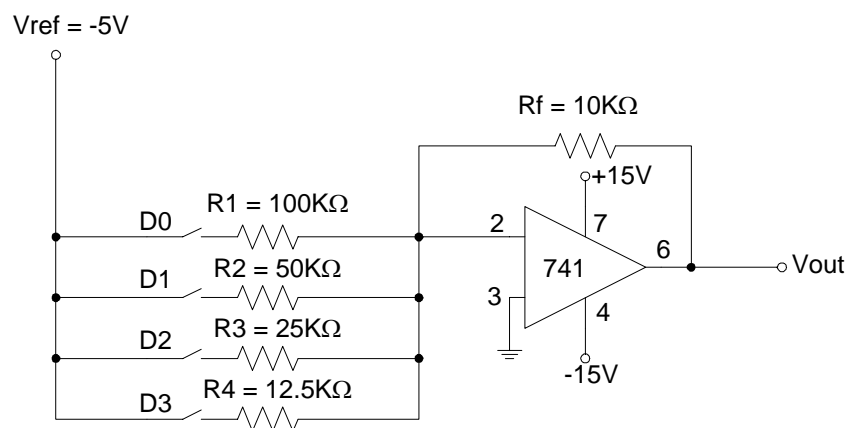 Vref = -5V
Rf = 10KΩ
+15V
D0
R1 = 100KΩ
2
7
6
D1
R2 = 50KΩ
741
Vout
3
D2
R3 = 25KΩ
4
D3
R4 = 12.5KΩ
-15V